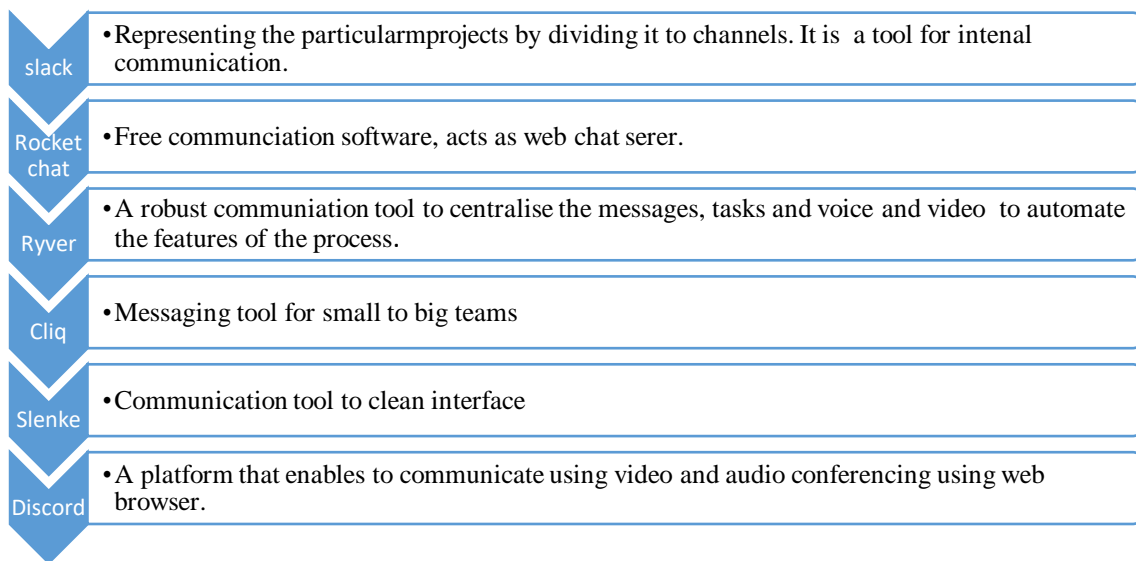 slack
•Representing the particularmprojects by dividing it to channels. It is a tool for intenal
communication.
Rocket
chat
•Free communciation software, acts as web chat serer.
Ryver
•A robust communiation tool to centralise the messages, tasks and voice and video to automate
the features of the process.
Cliq
•Messaging tool for small to big teams
Slenke
•Communication tool to clean interface
Discord
•A platform that enables to communicate using video and audio conferencing using web
browser.